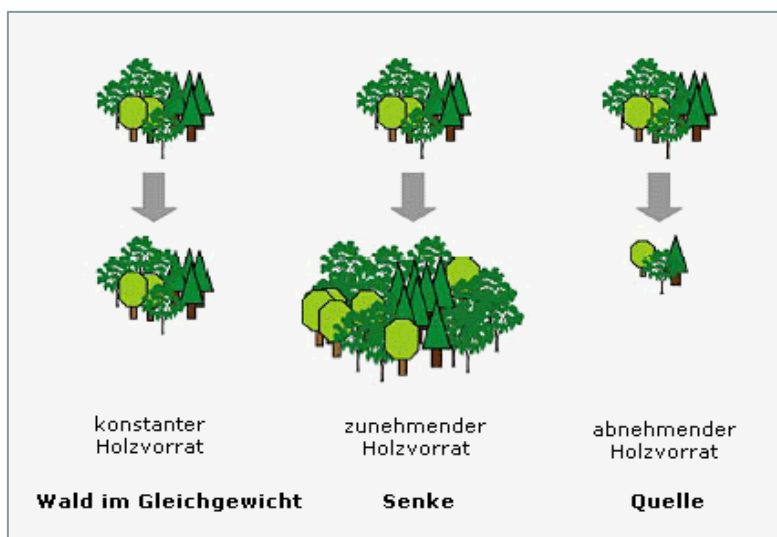 konstanter
Holzvorrat
zunehmender
Holzvorrat
abnehmender
Holzvorrat
Wald im Gleichgewicht
Senke
Quelle